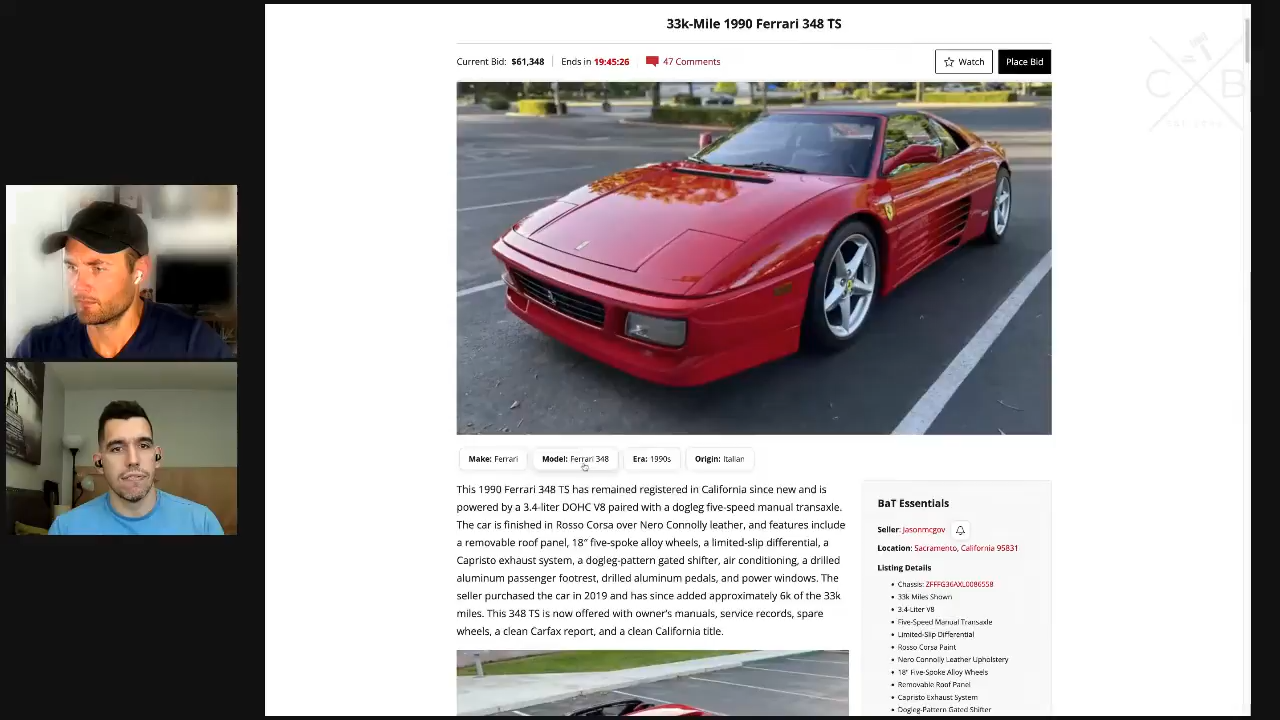 33k-Mile 1990 Ferrari 348 TS
Current Bid: $61,348 Ends in 19:45:26 47 Comments
Watch
Place Bid
C B
Make: Ferrari
Model: Ferrari 348
Era: 1990s
Origin: Italian
This 1990 Ferrari 348 TS has remained registered in California since new and is
powered by a 3.4-liter DOHC V8 paired with a dogleg five-speed manual transaxle.
The car is finished in Rosso Corsa over Nero Connolly leather, and features include
a removable roof panel, 18″ five-spoke alloy wheels, a limited-slip differential, a
Capristo exhaust system, a dogleg-pattern gated shifter, air conditioning, a drilled
aluminum passenger footrest, drilled aluminum pedals, and power windows. The
seller purchased the car in 2019 and has since added approximately 6k of the 33k
miles. This 348 TS is now offered with owner's manuals, service records, spare
wheels, a clean Carfax report, and a clean California title.
BaT Essentials
Seller: jasonmcgov
Location: Sacramento, California 95831
Listing Details
Chassis: ZFFFG36AXL0086558
33k Miles Shown
3.4-Liter V8
Five-Speed Manual Transaxle
Limited-Slip Differential
Rosso Corsa Paint
Nero Connolly Leather Upholstery
18" Five-Spoke Alloy Wheels
Removable Roof Panel
Capristo Exhaust System
Dogleg-Pattern Gated Shifter